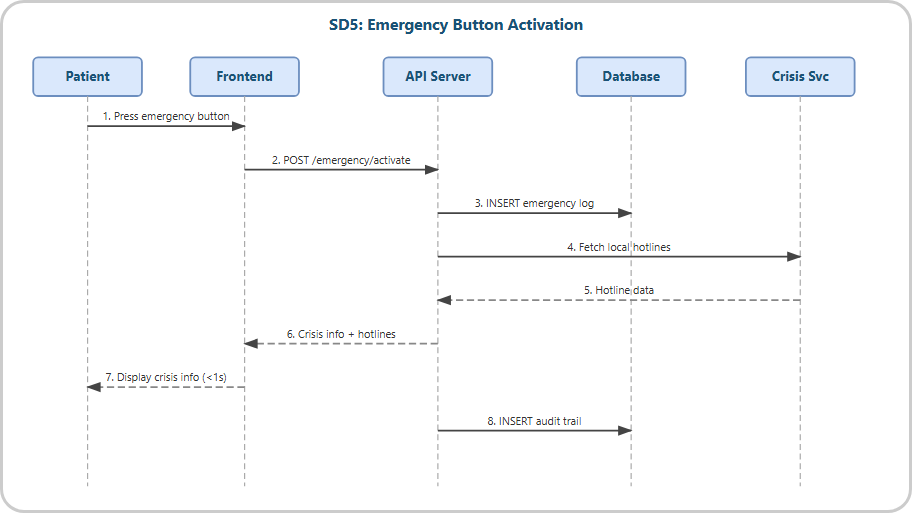 SD5: Emergency Button Activation
Patient
Frontend
API Server
Database
Crisis Svc
1. Press emergency button
2. POST /emergency/activate
3. INSERT emergency log
4. Fetch local hotlines
5. Hotline data
6. Crisis info + hotlines
7. Display crisis info (<1s)
8. INSERT audit trail